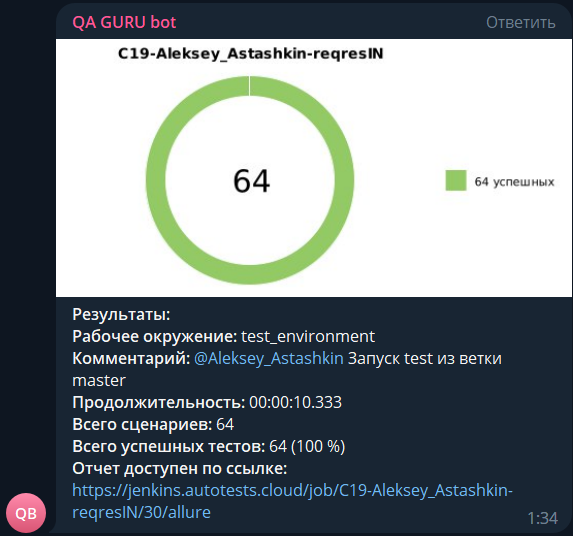 QA GURU bot
Ответить
C19-Aleksey_Astashkin-reqresIN
64
64 успешных
Результаты:
Рабочее окружение: test_environment
Комментарий: @Aleksey_Astashkin Запуск test из ветки
master
Продолжительность: 00:00:10.333
Всего сценариев: 64
Всего успешных тестов: 64 (100 %)
Отчет доступен по ссылке:
https://jenkins.autotests.cloud/job/C19-Aleksey_Astashkin-
reqresIN/30/allure
QB
1:34